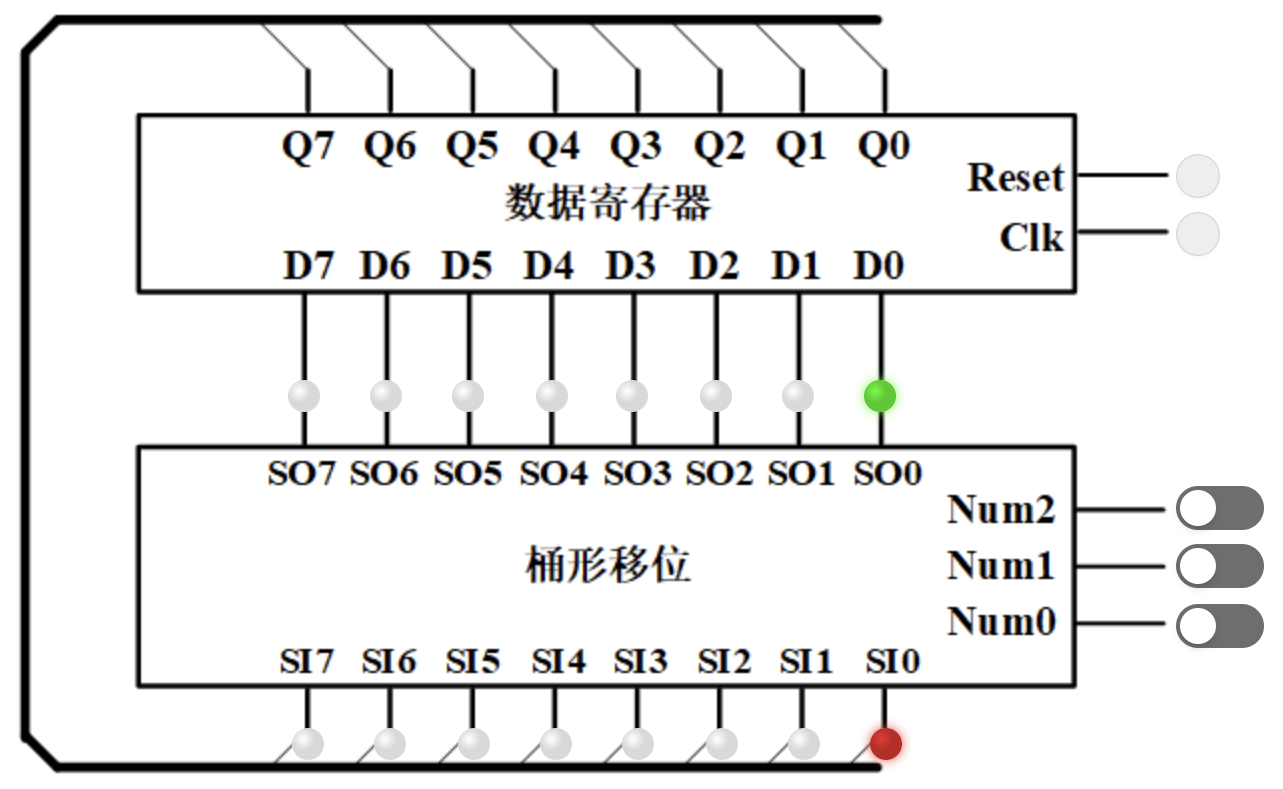 Q7 Q6 Q5 Q4 Q3 Q2 Q1 Q0
Reset
数据寄存器
Clk
D7 D6 D5 D4 D3 D2 D1 D0
SO7 SO6 SO5 SO4 SO3 SO2 SO1 SO0
Num2
桶形移位
Num1
Num0
SI7 SI6 SI5 SI4 SI3 SI2 SI1 SI0